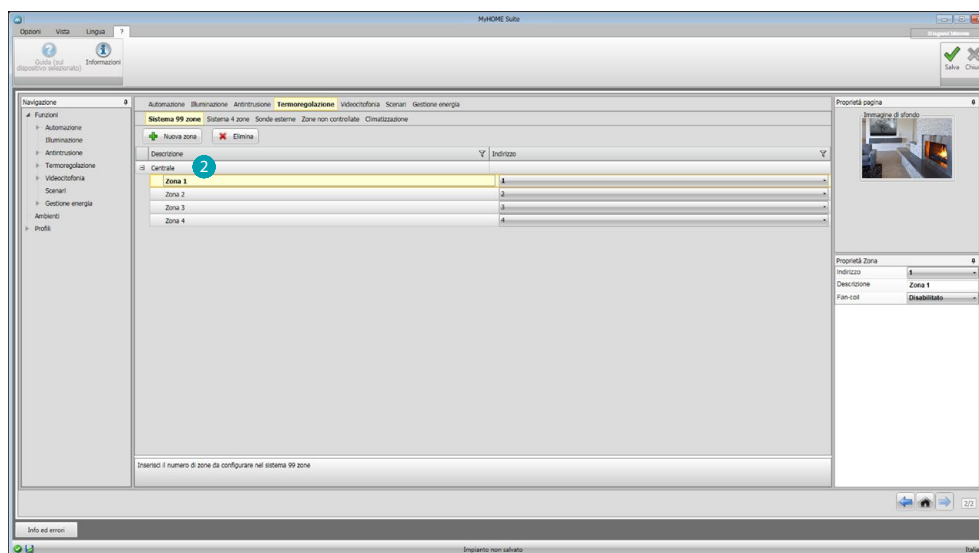 MyHOME Suite
Opzioni Vista Lingua ?
Guida (sul dispositivo selezionato)
Informazioni
Salva
Navigazione
Funzioni
Automazione
Illuminazione
Antintrusione
Termoregolazione
Videocitofonia
Scenari
Gestione energia
Ambienti
Profili
Automazione Illuminazione Antintrusione Termoregolazione Videocitofonia Scenari Gestione energia
Sistema 99 zone Sistema 4 zone Sonde esterne Zone non controllate Climatizzazione
Nuova zona Elimina
Descrizione Indirizzo
Centrale 2
Zona 1 1
Zona 2 2
Zona 3 3
Zona 4 4
Inserisci il numero di zone da configurare nel sistema 99 zone
Proprietà pagina
Immagine di sfondo
Proprietà Zona
Indirizzo 1
Descrizione Zona 1
Fan-coil Disabilitato
2/2
Info ed errori
Impianto non salvato